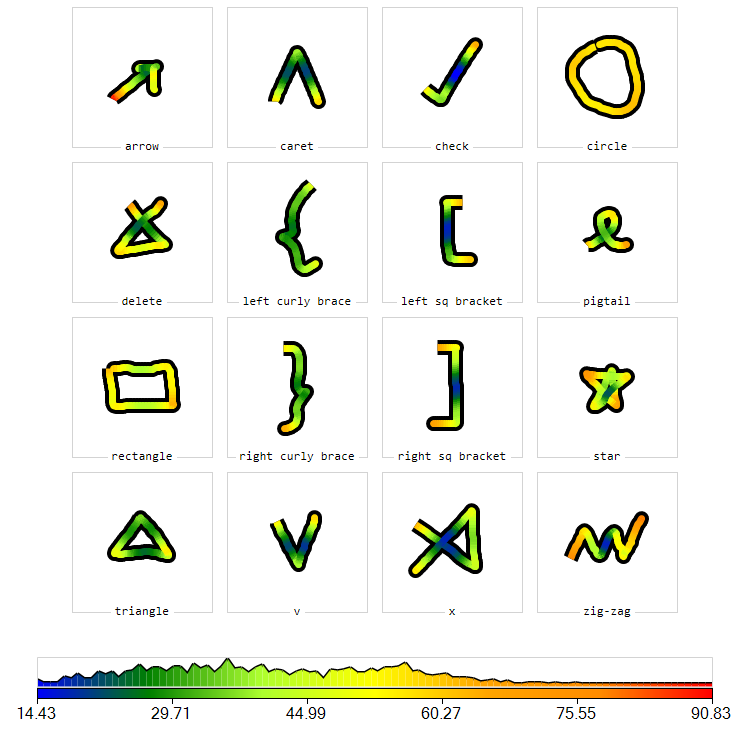 arrow caret check circle
delete left curly brace left sq bracket pigtail
rectangle right curly brace right sq bracket star
triangle v x zig-zag
14.43 29.71 44.99 60.27 75.55 90.83